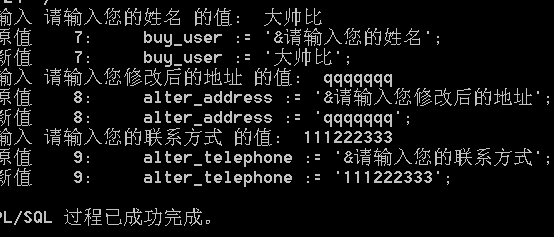 输入 请输入您的姓名 的值： 大帅比
原值    7:    buy_user := '&请输入您的姓名';
新值    7:    buy_user := '大帅比';
输入 请输入您修改后的地址 的值： qqqqqqq
原值    8:    alter_address := '&请输入您修改后的地址';
新值    8:    alter_address := 'qqqqqqq';
输入 请输入您的联系方式 的值： 111222333
原值    9:    alter_telephone := '&请输入您的联系方式';
新值    9:    alter_telephone := '111222333';
PL/SQL 过程已成功完成。